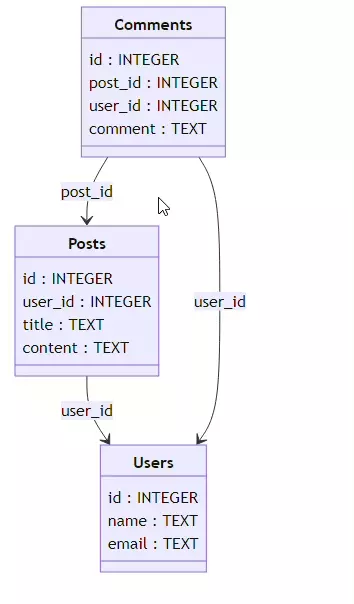 Comments
id : INTEGER
post_id : INTEGER
user_id : INTEGER
comment : TEXT
post_id
Posts
id : INTEGER
user_id : INTEGER
title : TEXT
content : TEXT
user_id
user_id
Users
id : INTEGER
name : TEXT
email : TEXT